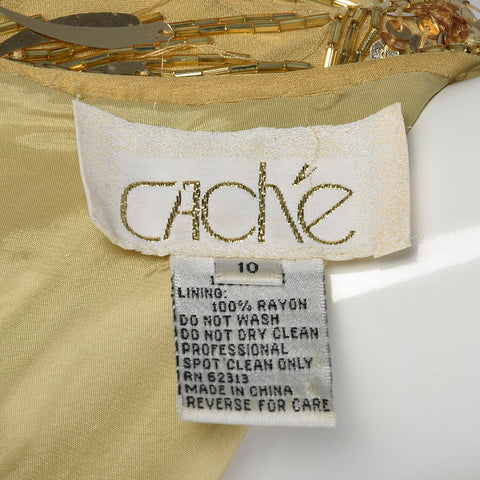 caché
10
LINING:
100% RAYON
DO NOT WASH
DO NOT DRY CLEAN
PROFESSIONAL
SPOT CLEAN ONLY
RN 62313
MADE IN CHINA
REVERSE FOR CARE